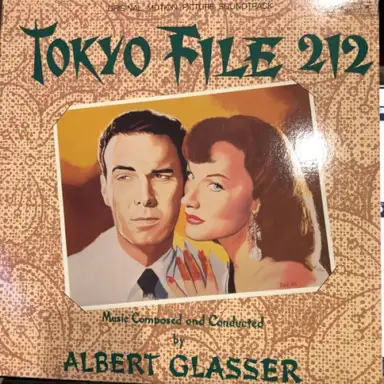 ORIGINAL MOTION PICTURE SOUNDTRACK
TOKYO FILE 212
Music Composed and Conducted
by
ALBERT GLASSER